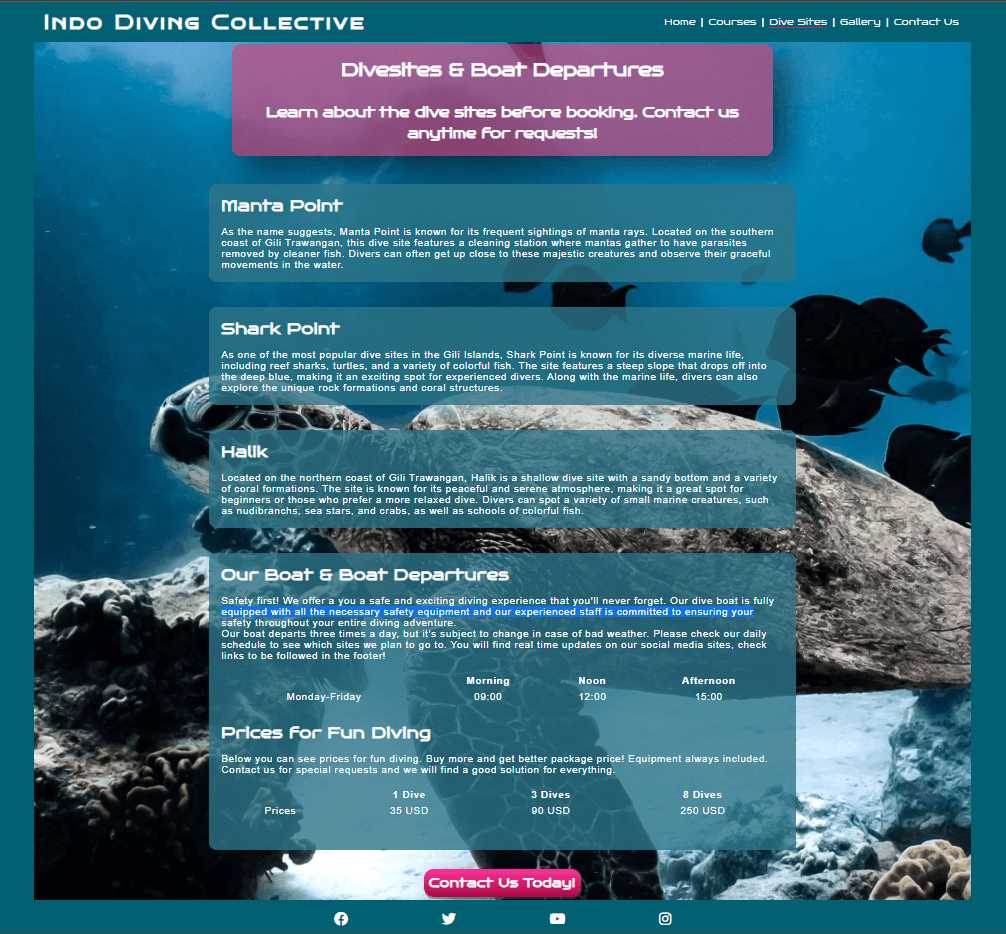 Indo Diving Collective
Home | Courses | Dive Sites | Gallery | Contact Us
Divesites & Boat Departures
Learn about the dive sites before booking. Contact us
anytime for requests!
Manta Point
As the name suggests, Manta Point is known for its frequent sightings of manta rays. Located on the southern
coast of Gili Trawangan, this dive site features a cleaning station where mantas gather to have parasites
removed by cleaner fish. Divers can often get up close to these majestic creatures and observe their graceful
movements in the water.
Shark Point
As one of the most popular dive sites in the Gili Islands, Shark Point is known for its diverse marine life,
including reef sharks, turtles, and a variety of colorful fish. The site features a steep slope that drops off into
the deep blue, making it an exciting spot for experienced divers. Along with the marine life, divers can also
explore the unique rock formations and coral structures.
Halik
Located on the northern coast of Gili Trawangan, Halik is a shallow dive site with a sandy bottom and a variety
of coral formations. The site is known for its peaceful and serene atmosphere, making it a great spot for
beginners or those who prefer a more relaxed dive. Divers can spot a variety of small marine creatures, such
as nudibranchs, sea stars, and crabs, as well as schools of colorful fish.
Our Boat & Boat Departures
Safety first! We offer a you a safe and exciting diving experience that you'll never forget. Our dive boat is fully
equipped with all the necessary safety equipment and our experienced staff is committed to ensuring your
safety throughout your entire diving adventure.
Our boat departs three times a day, but it's subject to change in case of bad weather. Please check our daily
schedule to see which sites we plan to go to. You will find real time updates on our social media sites, check
links to be followed in the footer!
Morning Noon Afternoon
Monday-Friday 09:00 12:00 15:00
Prices for Fun Diving
Below you can see prices for fun diving. Buy more and get better package price! Equipment always included.
Contact us for special requests and we will find a good solution for everything.
1 Dive 3 Dives 8 Dives
Prices 35 USD 90 USD 250 USD
Contact Us Today!